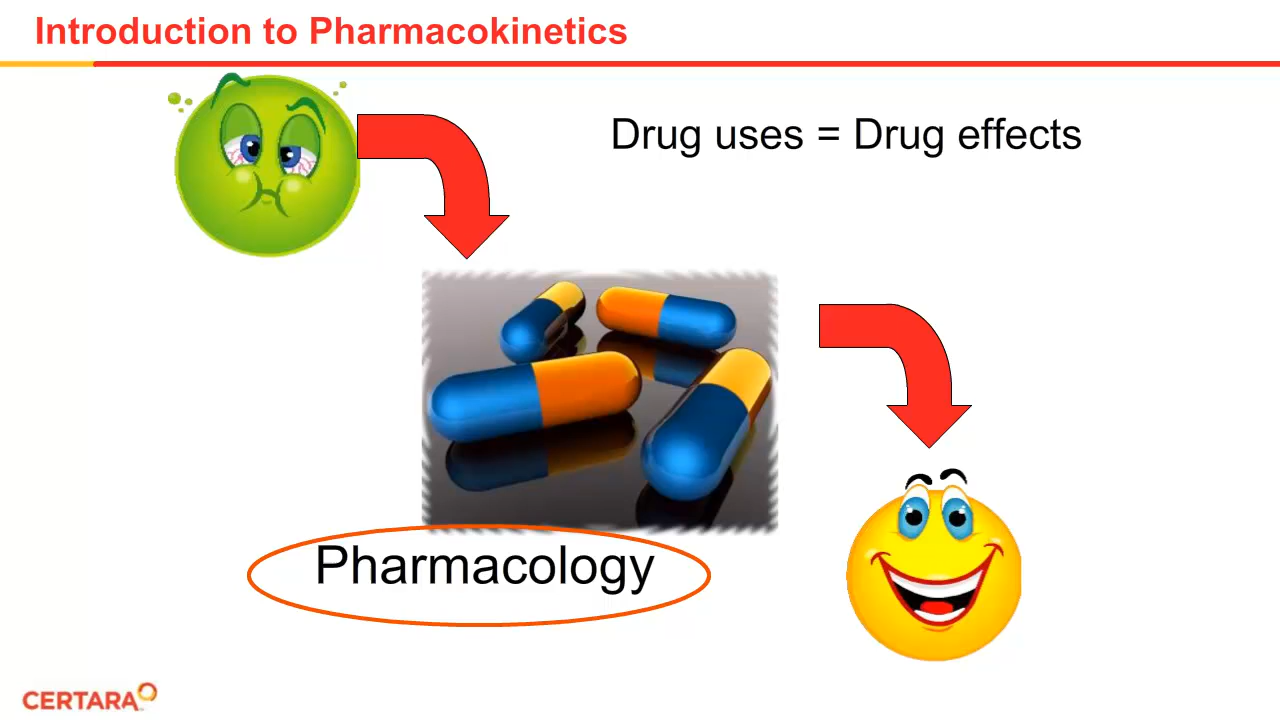 Introduction to Pharmacokinetics
Drug uses = Drug effects
Pharmacology
CERTARA